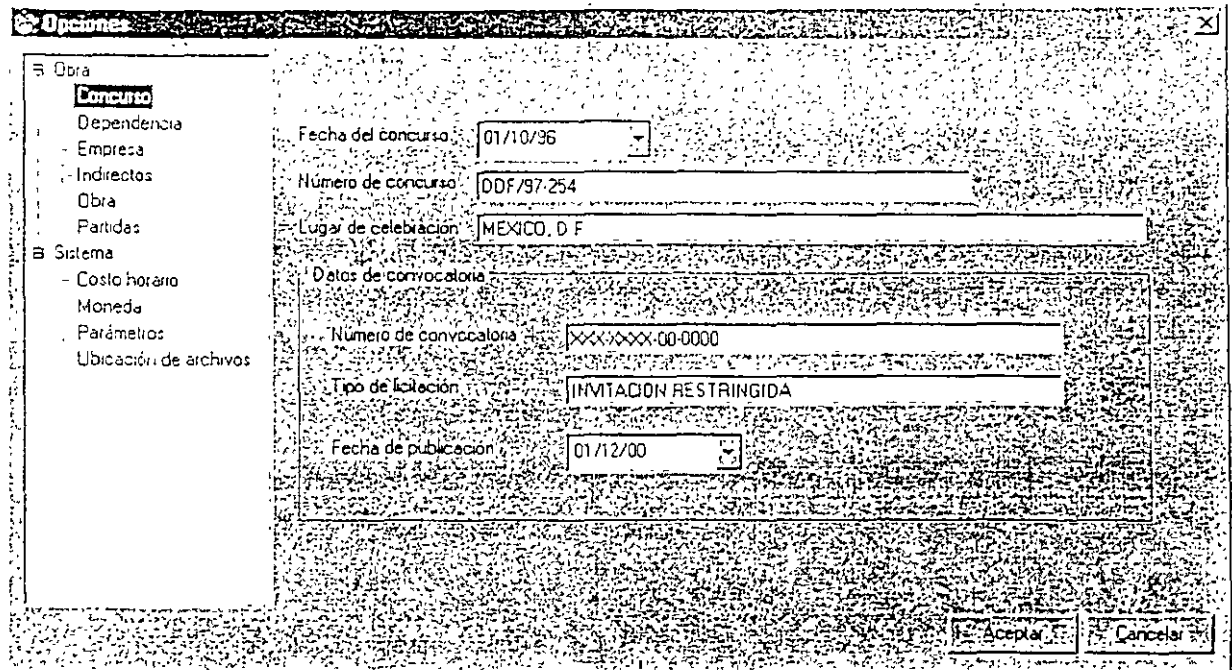 Opciones
Obra
Concurso
Dependencia
Empresa
Indirectos
Obra
Partidas
Sistema
Costo horario
Moneda
Parámetros
Ubicación de archivos
Fecha del concurso 01/10/96
Número de concurso DDF/97-254
Lugar de celebración MEXICO, D F
Datos de convocatoria
Número de convocatoria XXX-XXXX-00-0000
Tipo de licitación INVITACION RESTRINGIDA
Fecha de publicación 01/12/00
Aceptar Cancelar